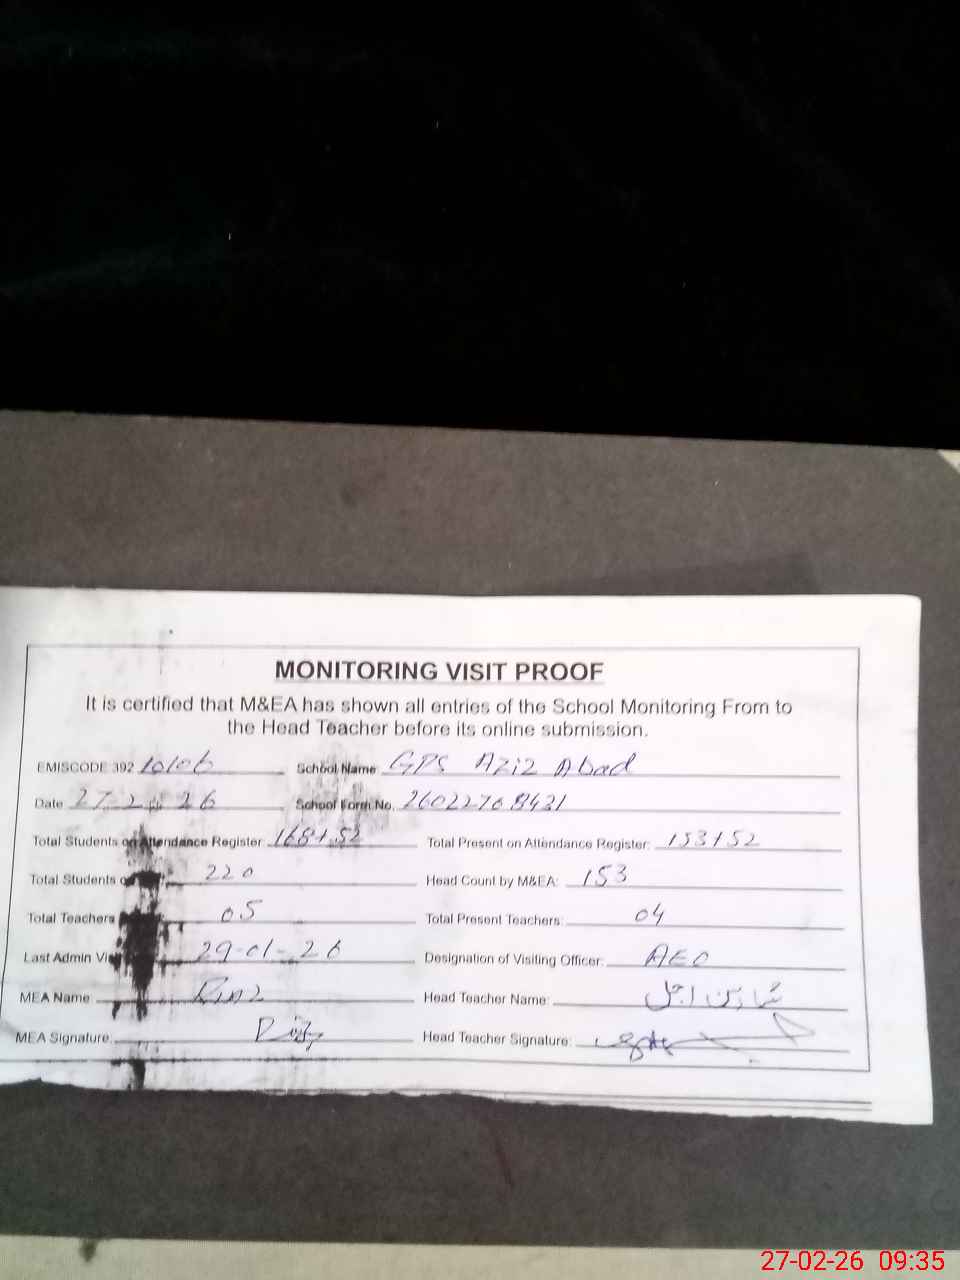 MONITORING VISIT PROOF
It is certified that M&EA has shown all entries of the School Monitoring From to
the Head Teacher before its online submission.
EMISCODE 392 10106 School Name GPS Aziz Abad
Date 27 2 26 School Form No. 26022768431
Total Students on Attendance Register 168 152 Total Present on Attendance Register: 153152
Total Students 220 Head Count by M&EA: 153
Total Teachers 05 Total Present Teachers: 04
Last Admin 29-01-26 Designation of Visiting Officer: AEO
MEA Name Head Teacher Name:
MEA Signature: Head Teacher Signature:
27-02-26 09:35